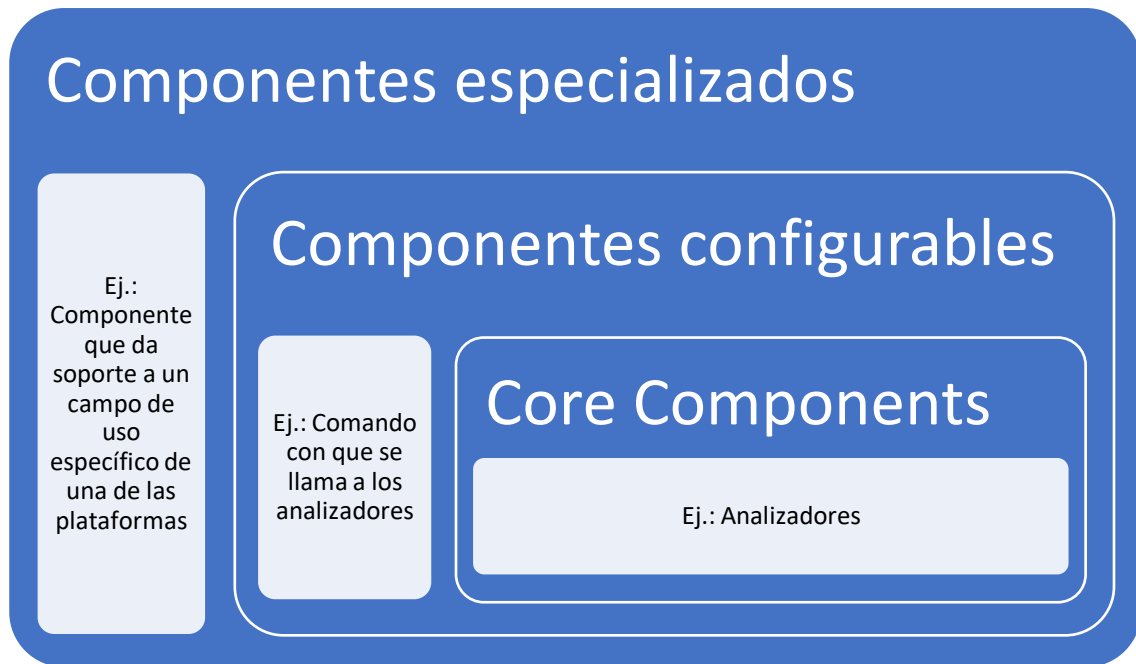 Componentes especializados
Ej.:
Componente
que da
soporte a un
campo de
uso
específico de
una de las
plataformas
Componentes configurables
Ej.: Comando
con que se
llama a los
analizadores
Core Components
Ej.: Analizadores